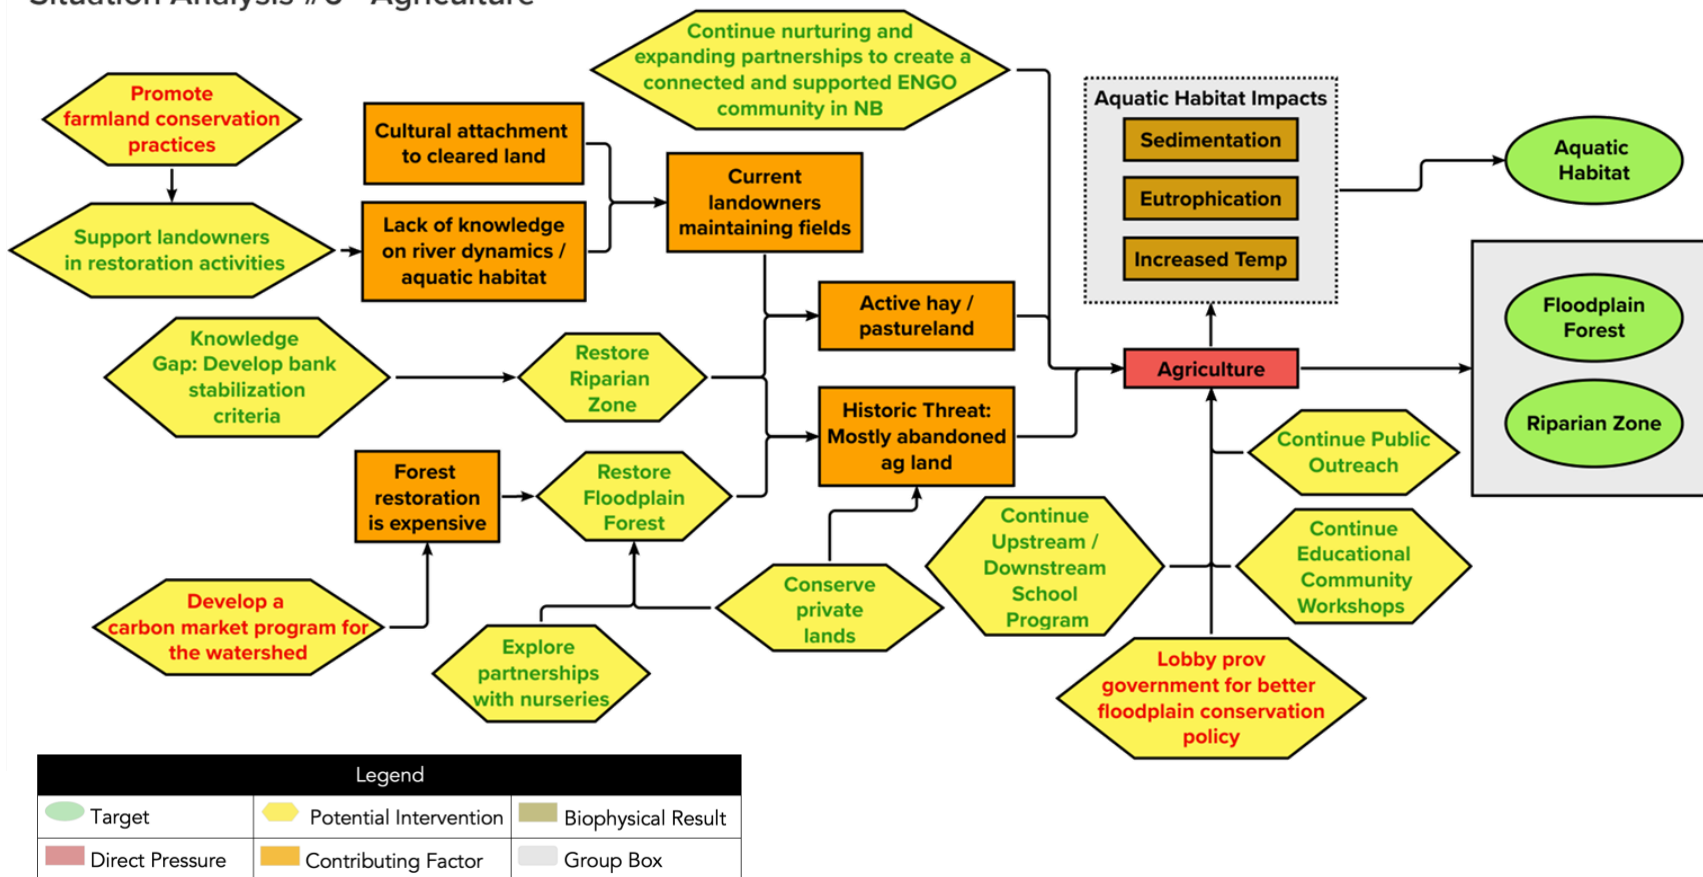 Continue nurturing and
expanding partnerships to create a
connected and supported ENGO
community in NB
Promote
farmland conservation
practices
Cultural attachment
to cleared land
Aquatic Habitat Impacts
Sedimentation
Eutrophication
Increased Temp
Aquatic
Habitat
Current
landowners
maintaining fields
Support landowners
in restoration activities
Lack of knowledge
on river dynamics /
aquatic habitat
Active hay /
pastureland
Floodplain
Forest
Riparian Zone
Knowledge
Gap: Develop bank
stabilization
criteria
Restore
Riparian
Zone
Agriculture
Historic Threat:
Mostly abandoned
ag land
Continue Public
Outreach
Forest
restoration
is expensive
Restore
Floodplain
Forest
Continue
Upstream /
Downstream
School
Program
Continue
Educational
Community
Workshops
Conserve
private
lands
Develop a
carbon market program for
the watershed
Explore
partnerships
with nurseries
Lobby prov
government for better
floodplain conservation
policy
Legend
Target
Potential Intervention
Biophysical Result
Direct Pressure
Contributing Factor
Group Box